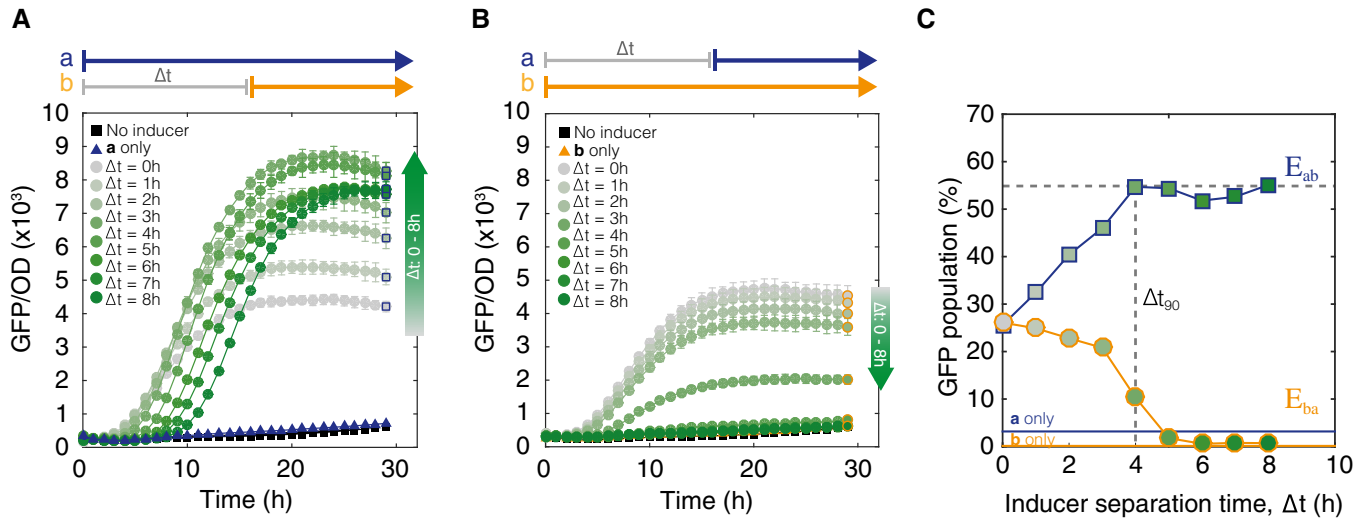 A
a
Δt
b
10
9
8
7
6
5
4
3
2
1
0
GFP/OD (x10³)
No inducer
a only
Δt = 0h
Δt = 1h
Δt = 2h
Δt = 3h
Δt = 4h
Δt = 5h
Δt = 6h
Δt = 7h
Δt = 8h
Δt: 0 - 8h
0 10 20 30
Time (h)
B
Δt
a
b
10
9
8
7
6
5
4
3
2
1
0
GFP/OD (x10³)
No inducer
b only
Δt = 0h
Δt = 1h
Δt = 2h
Δt = 3h
Δt = 4h
Δt = 5h
Δt = 6h
Δt = 7h
Δt = 8h
Δt: 0 - 8h
0 10 20 30
Time (h)
C
70
60
50
40
30
20
10
0
GFP population (%)
E_ab
Δt₉₀
E_ba
a only
b only
0 2 4 6 8 10
Inducer separation time, Δt (h)